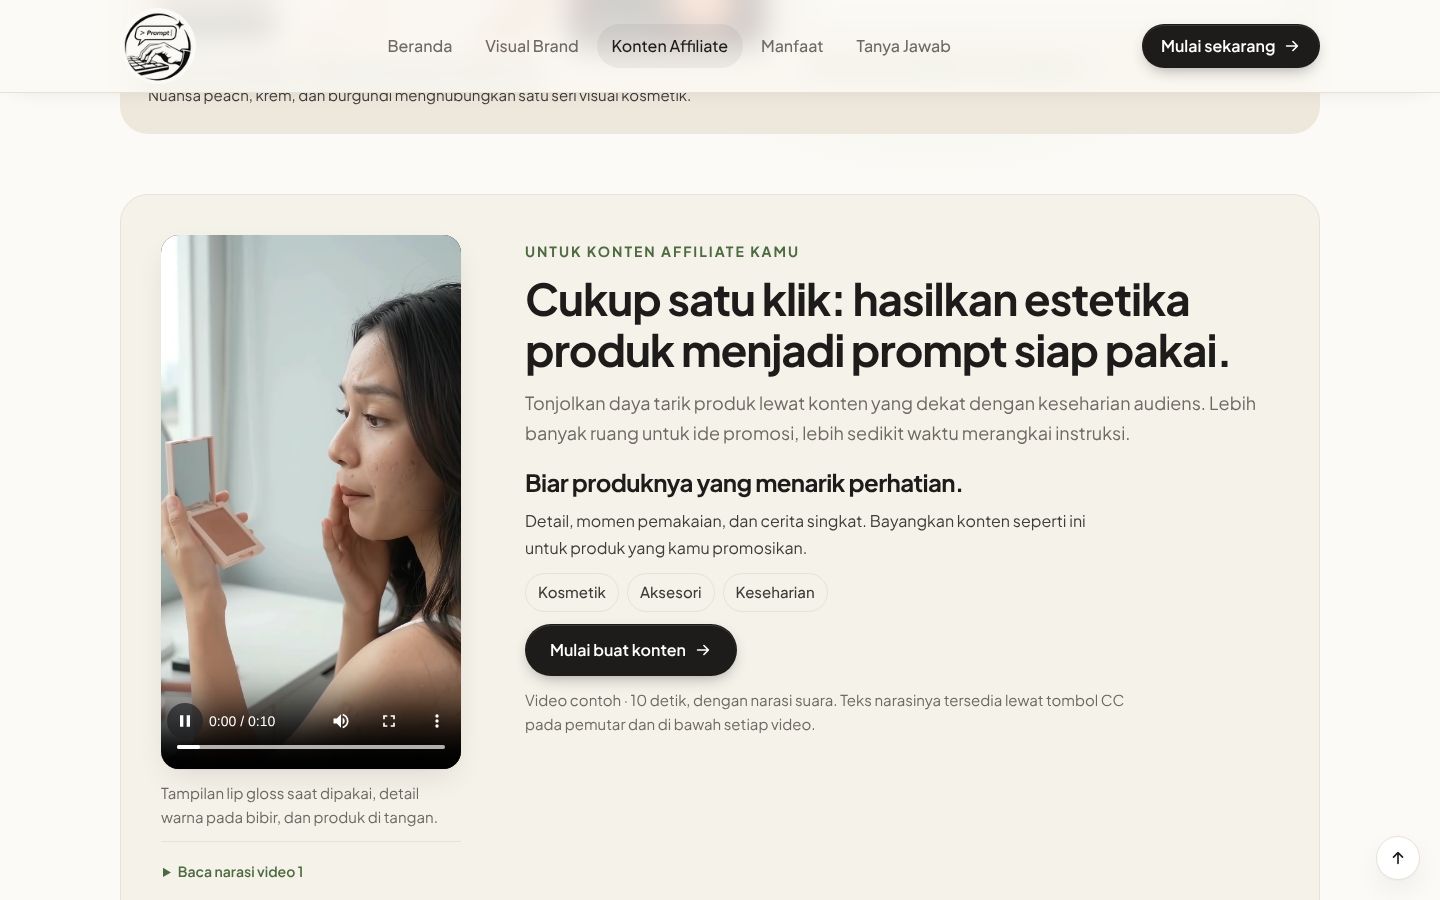 > Prompt|
Beranda
Visual Brand
Konten Affiliate
Manfaat
Tanya Jawab
Mulai sekarang →
Nuansa peach, krem, dan burgundi menghubungkan satu seri visual kosmetik.
UNTUK KONTEN AFFILIATE KAMU
Cukup satu klik: hasilkan estetika
produk menjadi prompt siap pakai.
Tonjolkan daya tarik produk lewat konten yang dekat dengan keseharian audiens. Lebih
banyak ruang untuk ide promosi, lebih sedikit waktu merangkai instruksi.
Biar produknya yang menarik perhatian.
Detail, momen pemakaian, dan cerita singkat. Bayangkan konten seperti ini
untuk produk yang kamu promosikan.
Kosmetik
Aksesori
Keseharian
Mulai buat konten →
Video contoh · 10 detik, dengan narasi suara. Teks narasinya tersedia lewat tombol CC
pada pemutar dan di bawah setiap video.
0:00 / 0:10
Tampilan lip gloss saat dipakai, detail
warna pada bibir, dan produk di tangan.
Baca narasi video 1